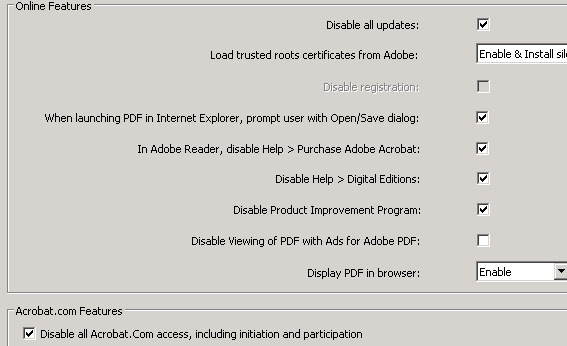 Online Features
Disable all updates:
Load trusted roots certificates from Adobe: Enable & Install
Disable registration:
When launching PDF in Internet Explorer, prompt user with Open/Save dialog:
In Adobe Reader, disable Help > Purchase Adobe Acrobat:
Disable Help > Digital Editions:
Disable Product Improvement Program:
Disable Viewing of PDF with Ads for Adobe PDF:
Display PDF in browser: Enable
Acrobat.com Features
Disable all Acrobat.Com access, including initiation and participation